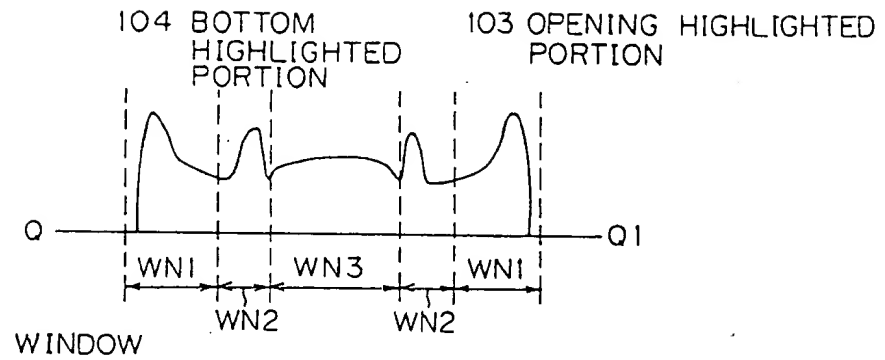 104 BOTTOM
HIGHLIGHTED
PORTION
103 OPENING HIGHLIGHTED
PORTION
Q
Q1
WN1
WN3
WN1
WN2
WN2
WINDOW